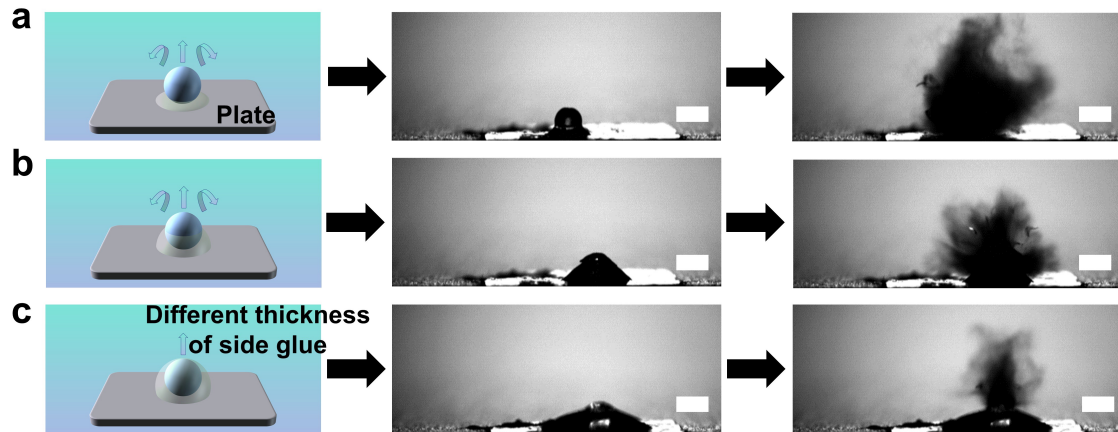 a
Plate
b
c
Different thickness
of side glue